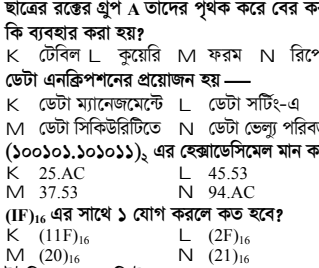 ছাত্রের রক্তের গ্রুপ A তাদের পৃথক করে বের
কি ব্যবহার করা হয়?
K টেবিল L কুয়েরি M ফরম N
ডেটা এনক্রিপশনের প্রয়োজন হয় —
K ডেটা ম্যানেজমেন্টে L ডেটা সর্টিং-এ
M ডেটা সিকিউরিটিতে N ডেটা ভেল্যু
(১০০১০১.১০১০১১)₂ এর হেক্সাডেসিমেল মান
K 25.AC L 45.53
M 37.53 N 94.AC
(IF)₁₆ এর সাথে ১ যোগ করলে কত হবে?
K (11F)₁₆ L (2F)₁₆
M (20)₁₆ N (21)₁₆